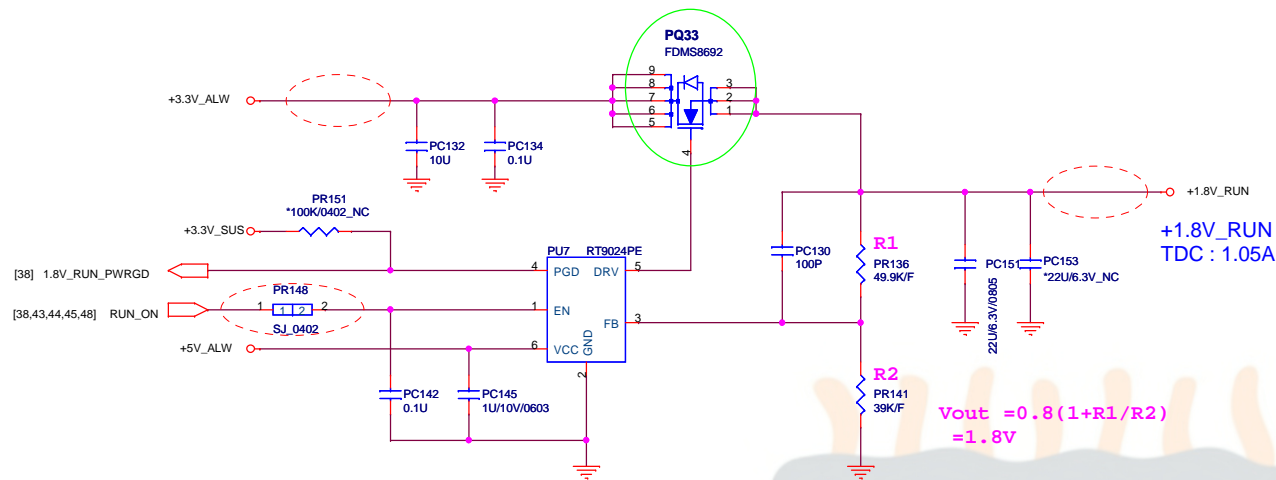 PQ33
FDMS8692
9
8
7
6
5
3
2
1
4
+3.3V_ALW
PC132
10U
PC134
0.1U
PR151
*100K/0402_NC
+3.3V_SUS
PU7
RT9024PE
[38] 1.8V_RUN_PWRGD
4
PGD
DRV
5
PR148
1
1
2
2
SJ_0402
[38,43,44,45,48] RUN_ON
1
EN
FB
3
+5V_ALW
6
VCC
GND
2
PC142
0.1U
PC145
1U/10V/0603
PC130
100P
R1
PR136
49.9K/F
R2
PR141
39K/F
PC151
22U/6.3V/0805
PC153
*22U/6.3V_NC
+1.8V_RUN
+1.8V_RUN
TDC : 1.05A
Vout =0.8(1+R1/R2)
=1.8V